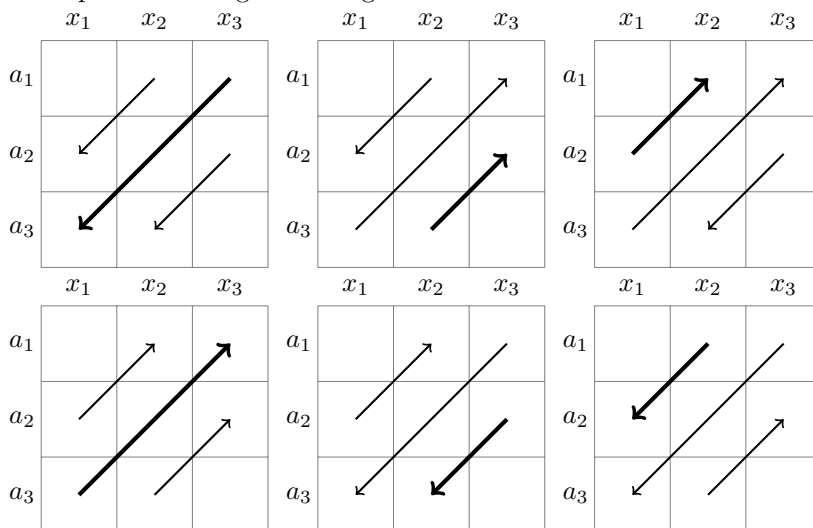 x₁ x₂ x₃ x₁ x₂ x₃ x₁ x₂ x₃
a₁ a₁ a₁
a₂ a₂ a₂
a₃ a₃ a₃
x₁ x₂ x₃ x₁ x₂ x₃ x₁ x₂ x₃
a₁ a₁ a₁
a₂ a₂ a₂
a₃ a₃ a₃